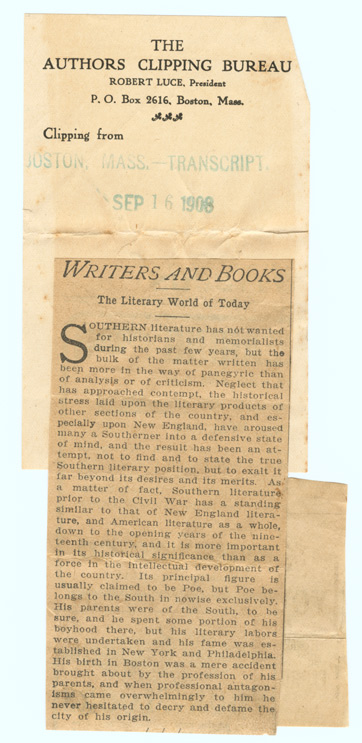 THE
AUTHORS CLIPPING BUREAU
ROBERT LUCE, President
P. O. Box 2616, Boston, Mass.
Clipping from
BOSTON, MASS.—TRANSCRIPT.
SEP 16 1908
WRITERS AND BOOKS
The Literary World of Today
SOUTHERN literature has not wanted
for historians and memorialists
during the past few years, but the
bulk of the matter written has
been more in the way of panegyric than
of analysis or of criticism. Neglect that
has approached contempt, the historical
stress laid upon the literary products of
other sections of the country, and es-
pecially upon New England, have aroused
many a Southerner into a defensive state
of mind, and the result has been an at-
tempt, not to find and to state the true
Southern literary position, but to exalt it
far beyond its desires and its merits. As
a matter of fact, Southern literature
prior to the Civil War has a standing
similar to that of New England litera-
ture, and American literature as a whole,
down to the opening years of the nine-
teenth century, and it is more important
in its historical significance than as a
force in the intellectual development of
the country. Its principal figure is
usually claimed to be Poe, but Poe be-
longs to the South in nowise exclusively.
His parents were of the South, to be
sure, and he spent some portion of his
boyhood there, but his literary labors
were undertaken and his fame was es-
tablished in New York and Philadelphia.
His birth in Boston was a mere accident
brought about by the profession of his
parents, and when professional antagon-
isms came overwhelmingly to him he
never hesitated to decry and defame the
city of his origin.